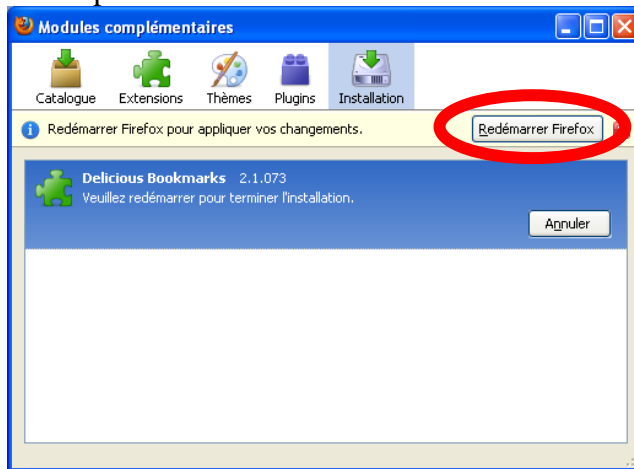 Modules complémentaires
Catalogue Extensions Thèmes Plugins Installation
Redémarrer Firefox pour appliquer vos changements. Redémarrer Firefox
Delicious Bookmarks 2.1.073
Veuillez redémarrer pour terminer l'installation.
Annuler